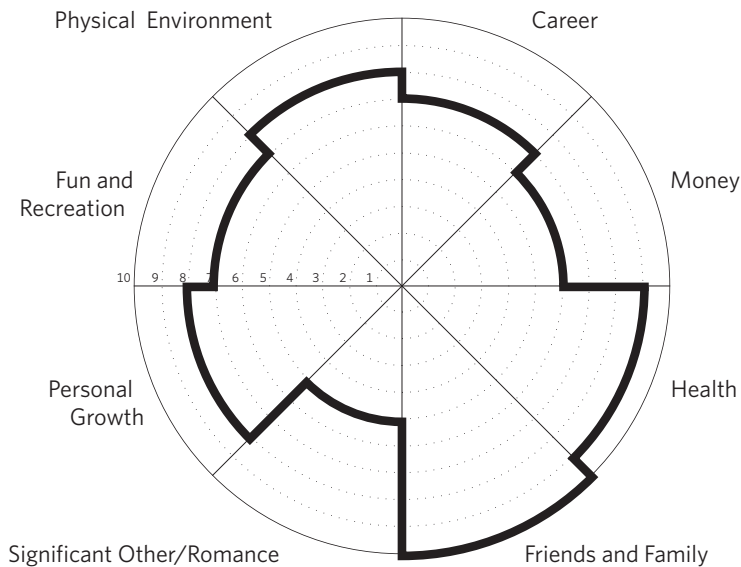 Physical Environment
Career
Fun and
Recreation
Money
10 9 8 7 6 5 4 3 2 1
Personal
Growth
Health
Significant Other/Romance
Friends and Family